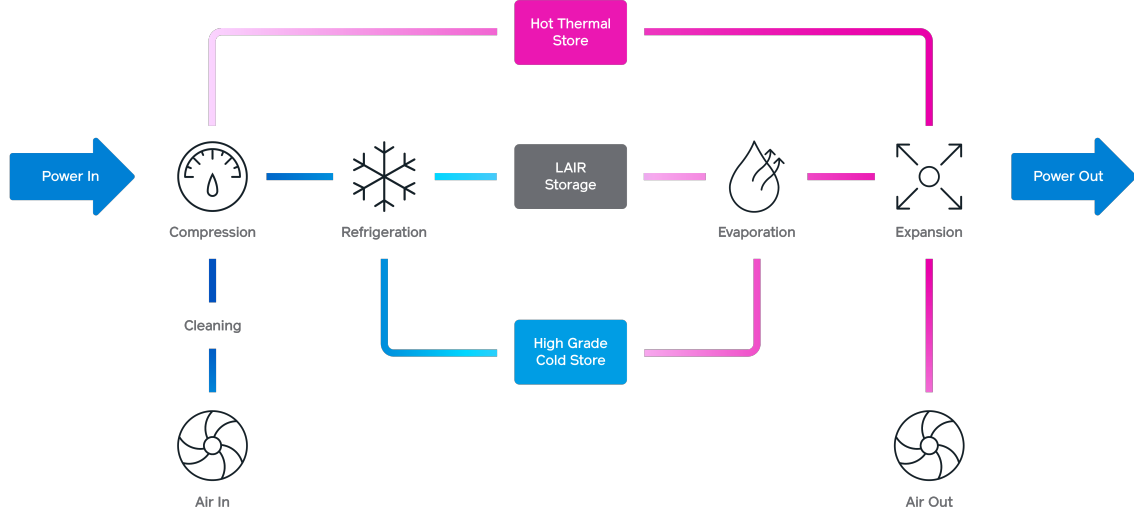 Hot Thermal
Store
Power In
LAIR
Storage
Power Out
Compression
Refrigeration
Evaporation
Expansion
Cleaning
High Grade
Cold Store
Air In
Air Out